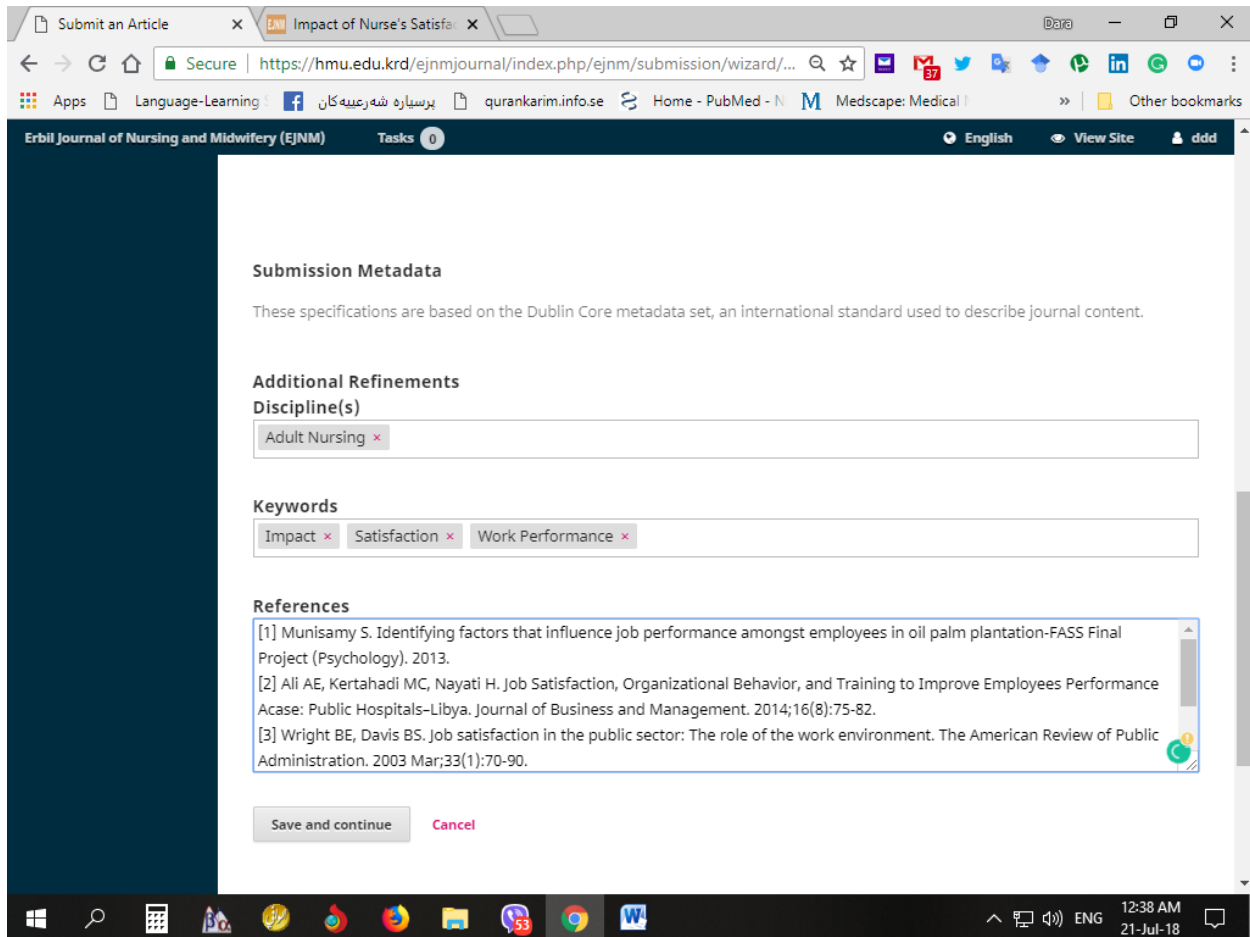 Submit an Article
EJNM Impact of Nurse's Satisfac
Dara
Secure https://hmu.edu.krd/ejnmjournal/index.php/ejnm/submission/wizard/...
37
Apps
Language-Learning
پرسیاره شەرعییەکان
qurankarim.info.se
Home - PubMed - N
Medscape: Medical
» Other bookmarks
Erbil Journal of Nursing and Midwifery (EJNM) Tasks 0 English View Site ddd
Submission Metadata
These specifications are based on the Dublin Core metadata set, an international standard used to describe journal content.
Additional Refinements
Discipline(s)
Adult Nursing ×
Keywords
Impact × Satisfaction × Work Performance ×
References
[1] Munisamy S. Identifying factors that influence job performance amongst employees in oil palm plantation-FASS Final
Project (Psychology). 2013.
[2] Ali AE, Kertahadi MC, Nayati H. Job Satisfaction, Organizational Behavior, and Training to Improve Employees Performance
Acase: Public Hospitals–Libya. Journal of Business and Management. 2014;16(8):75-82.
[3] Wright BE, Davis BS. Job satisfaction in the public sector: The role of the work environment. The American Review of Public
Administration. 2003 Mar;33(1):70-90.
Save and continue Cancel
53
ENG
12:38 AM
21-Jul-18